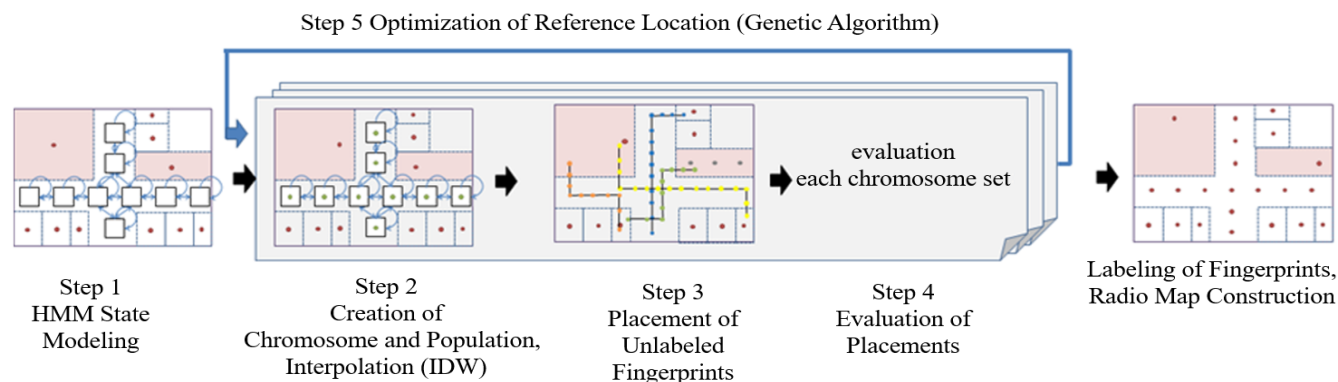 Step 5 Optimization of Reference Location (Genetic Algorithm)
evaluation
each chromosome set
Step 1
HMM State
Modeling
Step 2
Creation of
Chromosome and Population,
Interpolation (IDW)
Step 3
Placement of
Unlabeled
Fingerprints
Step 4
Evaluation of
Placements
Labeling of Fingerprints,
Radio Map Construction